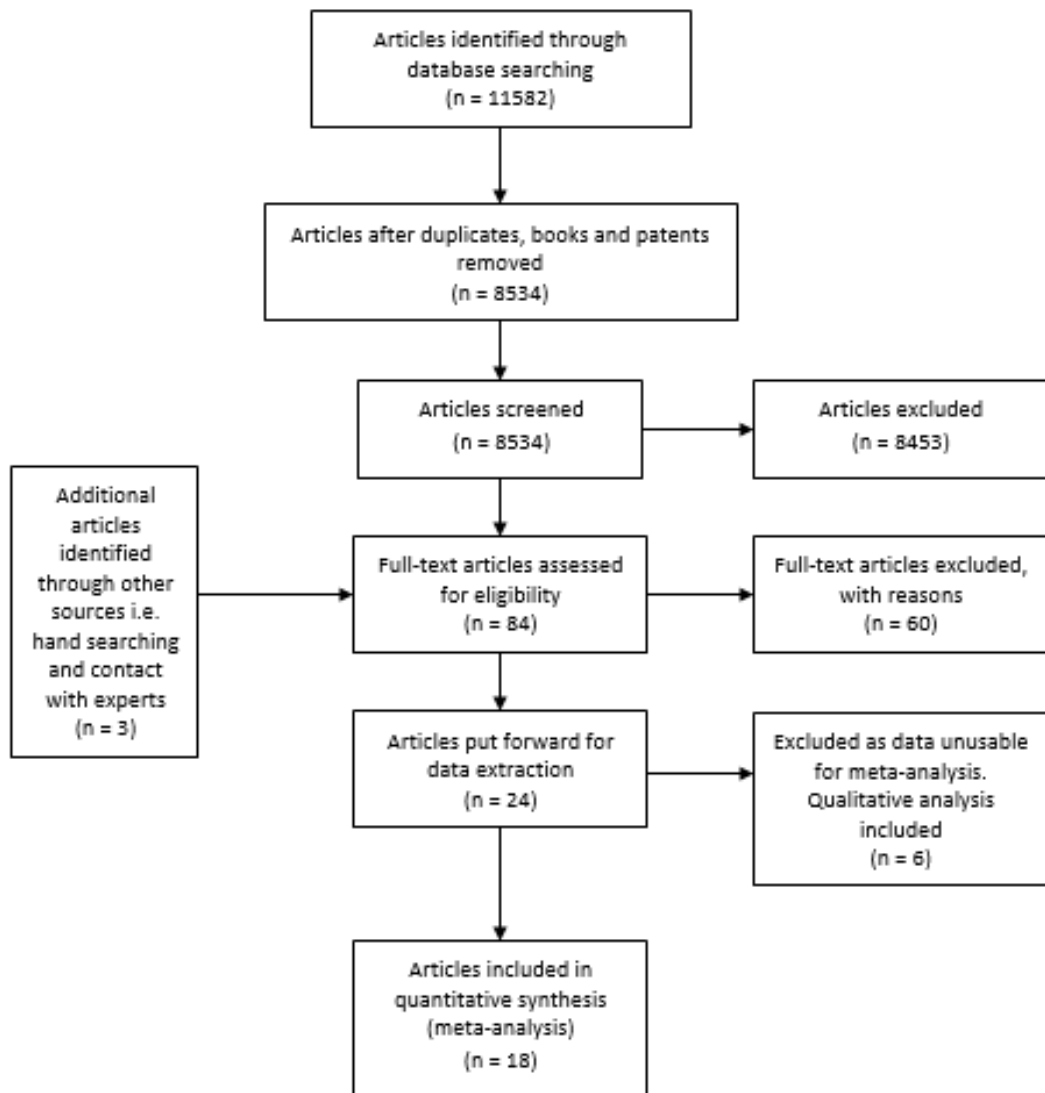 Articles identified through
database searching
(n = 11582)
Articles after duplicates, books and patents
removed
(n = 8534)
Articles screened
(n = 8534)
Articles excluded
(n = 8453)
Additional
articles
identified
through other
sources i.e.
hand searching
and contact
with experts
(n = 3)
Full-text articles assessed
for eligibility
(n = 84)
Full-text articles excluded,
with reasons
(n = 60)
Articles put forward for
data extraction
(n = 24)
Excluded as data unusable
for meta-analysis.
Qualitative analysis
included
(n = 6)
Articles included in
quantitative synthesis
(meta-analysis)
(n = 18)